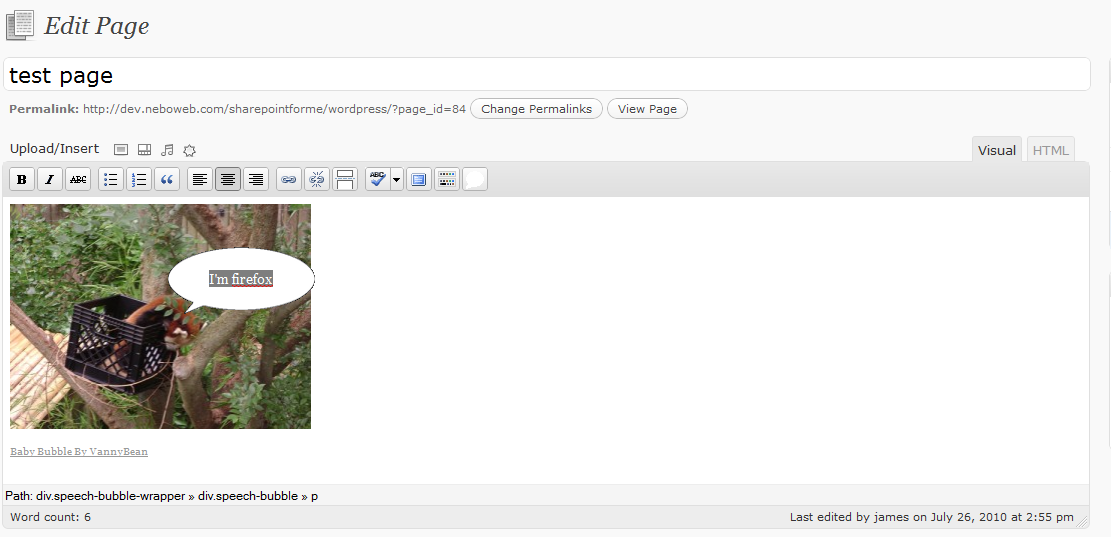 Edit Page
test page
Permalink: http://dev.neboweb.com/sharepointforme/wordpress/?page_id=84 Change Permalinks View Page
Upload/Insert Visual HTML
B I ABC ABC
I'm firefox
Baby Bubble By VannyBean
Path: div.speech-bubble-wrapper » div.speech-bubble » p
Word count: 6 Last edited by james on July 26, 2010 at 2:55 pm